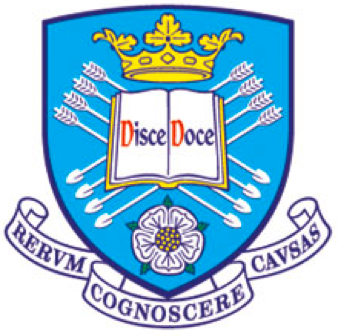 Disce Doce
RERVM
COGNOSCERE
CAVSAS